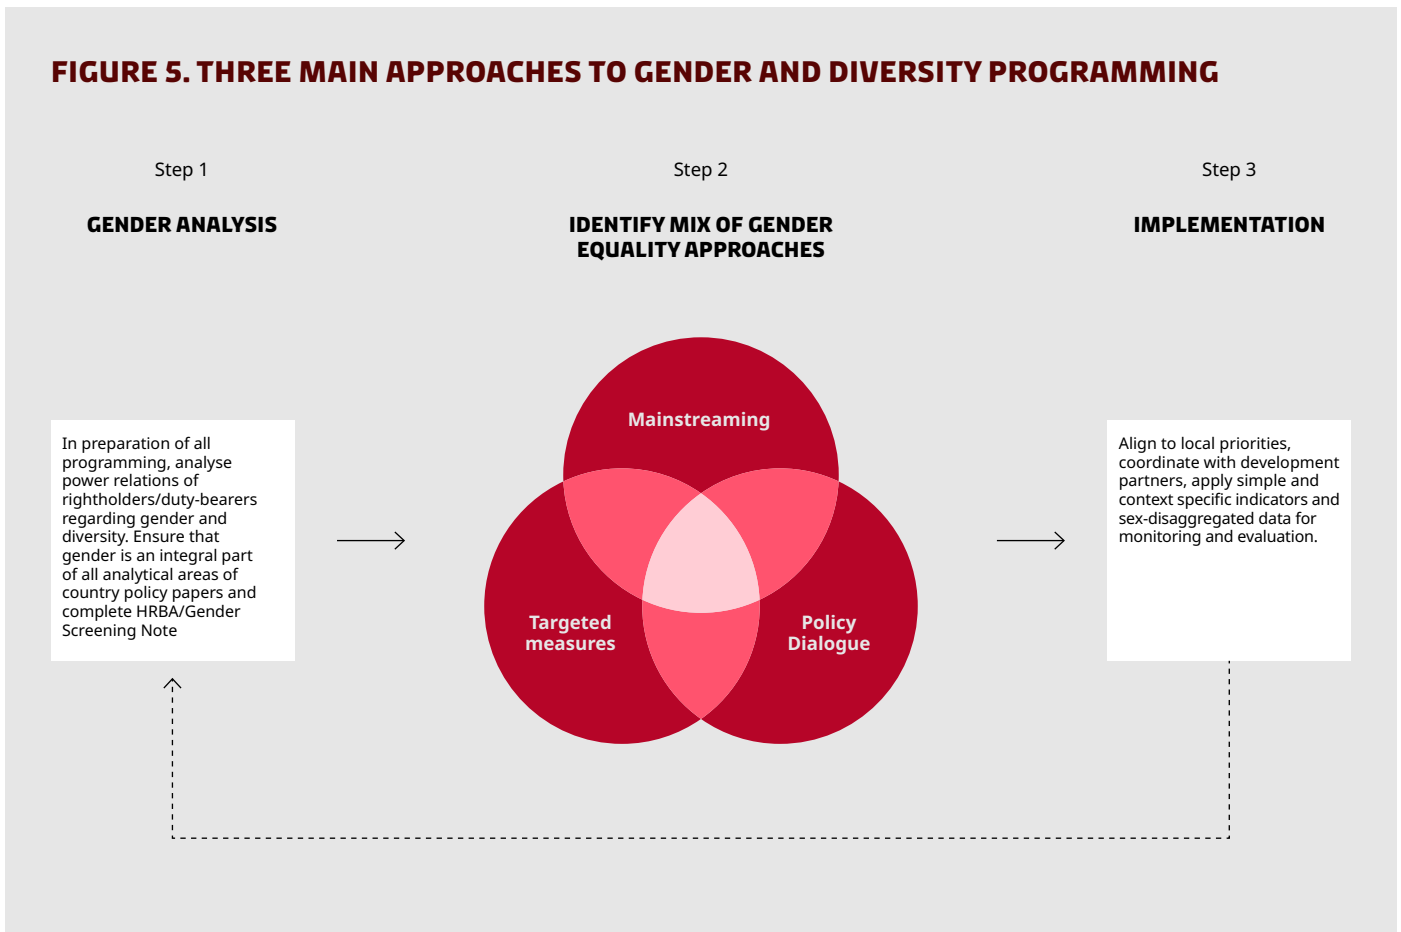 FIGURE 5. THREE MAIN APPROACHES TO GENDER AND DIVERSITY PROGRAMMING
Step 1
GENDER ANALYSIS
In preparation of all
programming, analyse
power relations of
rightholders/duty-bearers
regarding gender and
diversity. Ensure that
gender is an integral part
of all analytical areas of
country policy papers and
complete HRBA/Gender
Screening Note
Step 2
IDENTIFY MIX OF GENDER
EQUALITY APPROACHES
Mainstreaming
Targeted
measures
Policy
Dialogue
Step 3
IMPLEMENTATION
Align to local priorities,
coordinate with development
partners, apply simple and
context specific indicators and
sex-disaggregated data for
monitoring and evaluation.